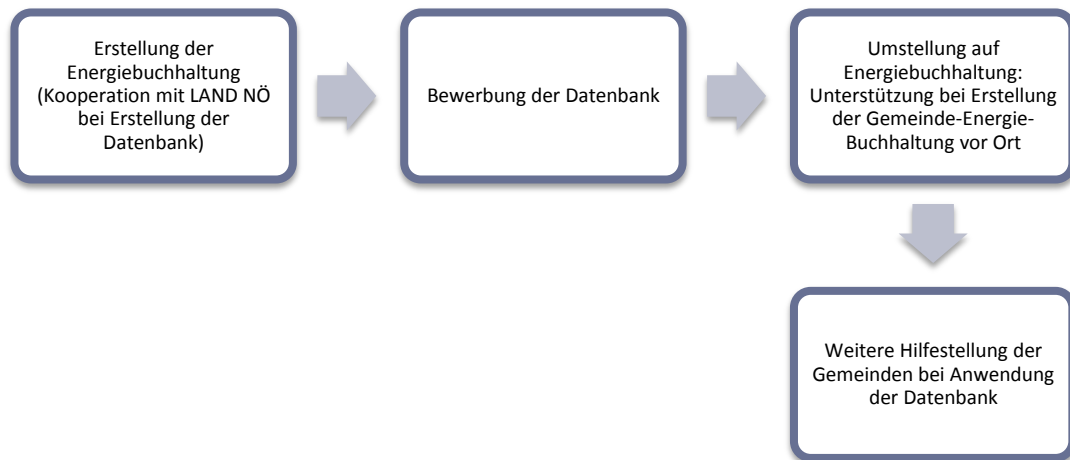 Erstellung der
Energiebuchhaltung
(Kooperation mit LAND NÖ
bei Erstellung der
Datenbank)
Bewerbung der Datenbank
Umstellung auf
Energiebuchhaltung:
Unterstützung bei Erstellung
der Gemeinde-Energie-
Buchhaltung vor Ort
Weitere Hilfestellung der
Gemeinden bei Anwendung
der Datenbank